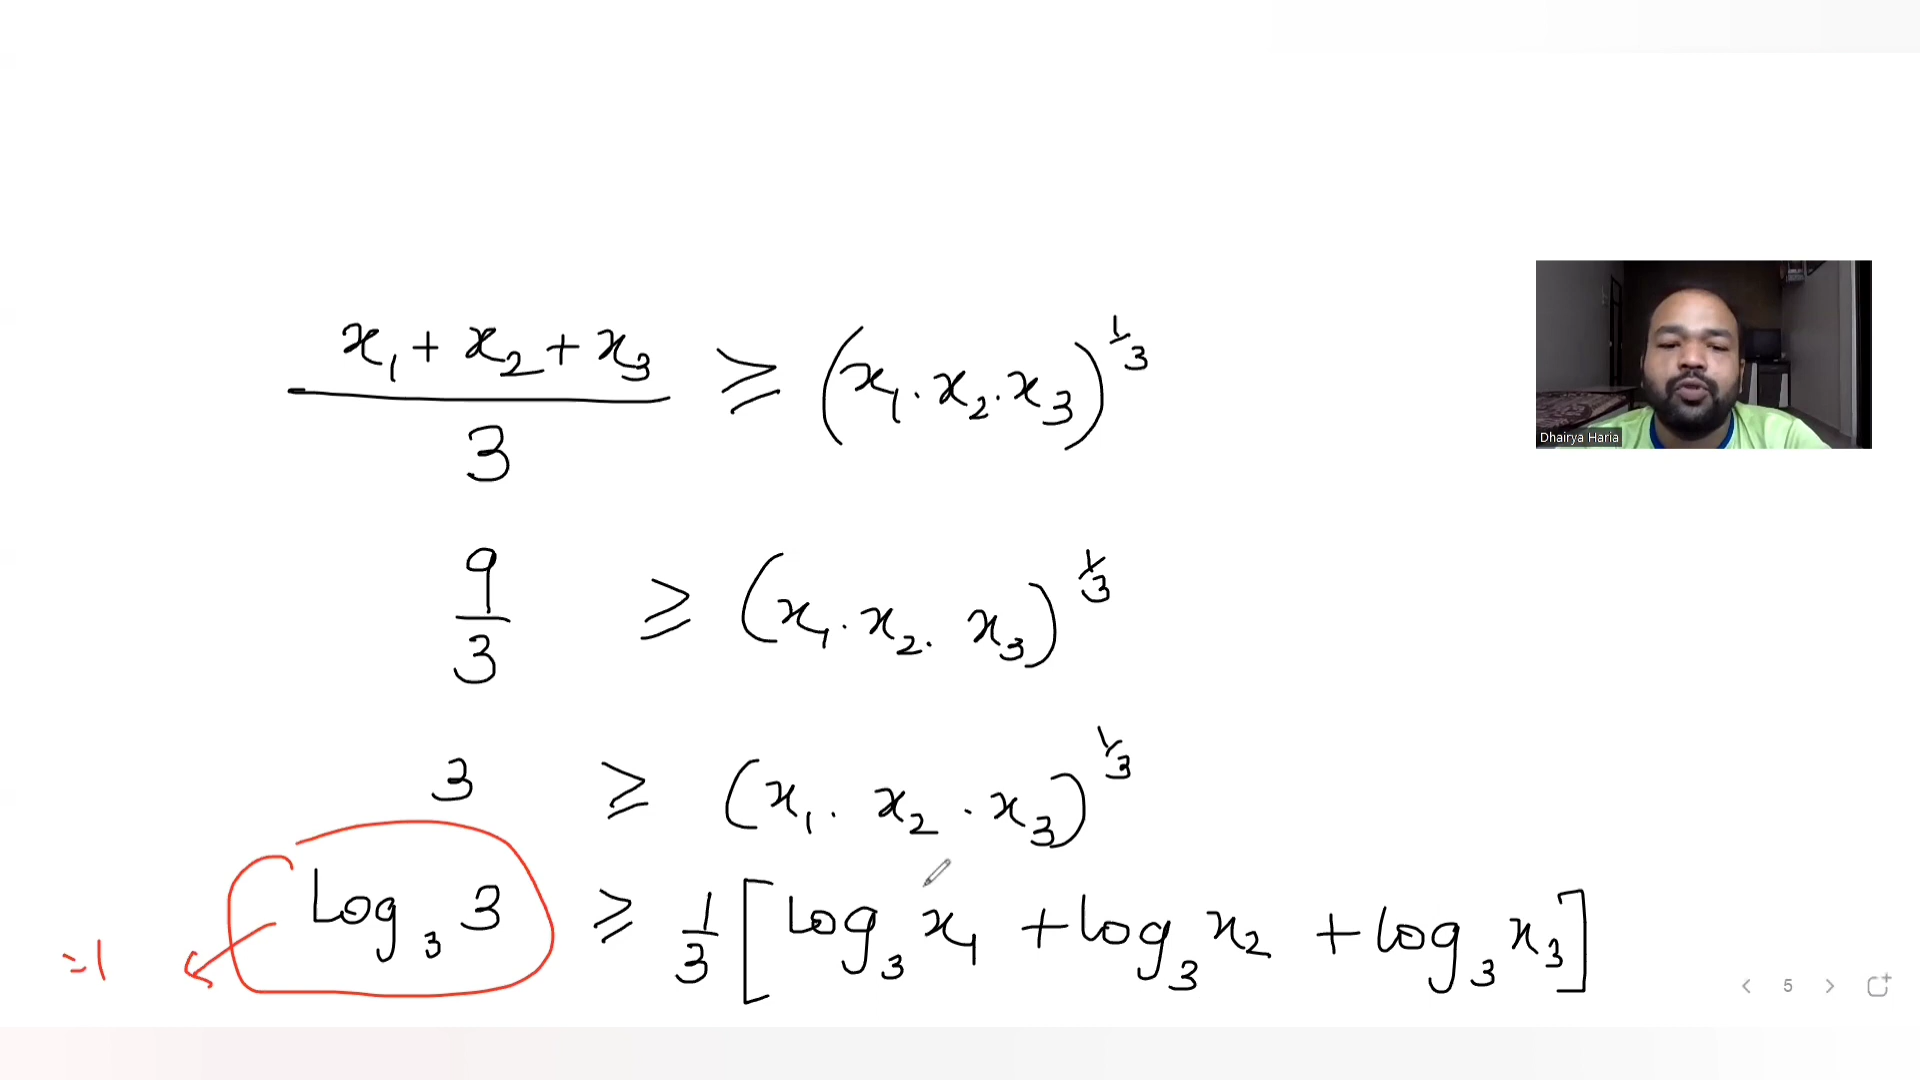 x₁ + x₂ + x₃ / 3 ≥ (x₁ . x₂ . x₃)^1/3
Dhairya Haria
9/3 ≥ (x₁ . x₂ . x₃)^1/3
3 ≥ (x₁ . x₂ . x₃)^1/3
Log₃ 3 ≥ 1/3 [log₃ x₁ + log₃ x₂ + log₃ x₃]
=1
5